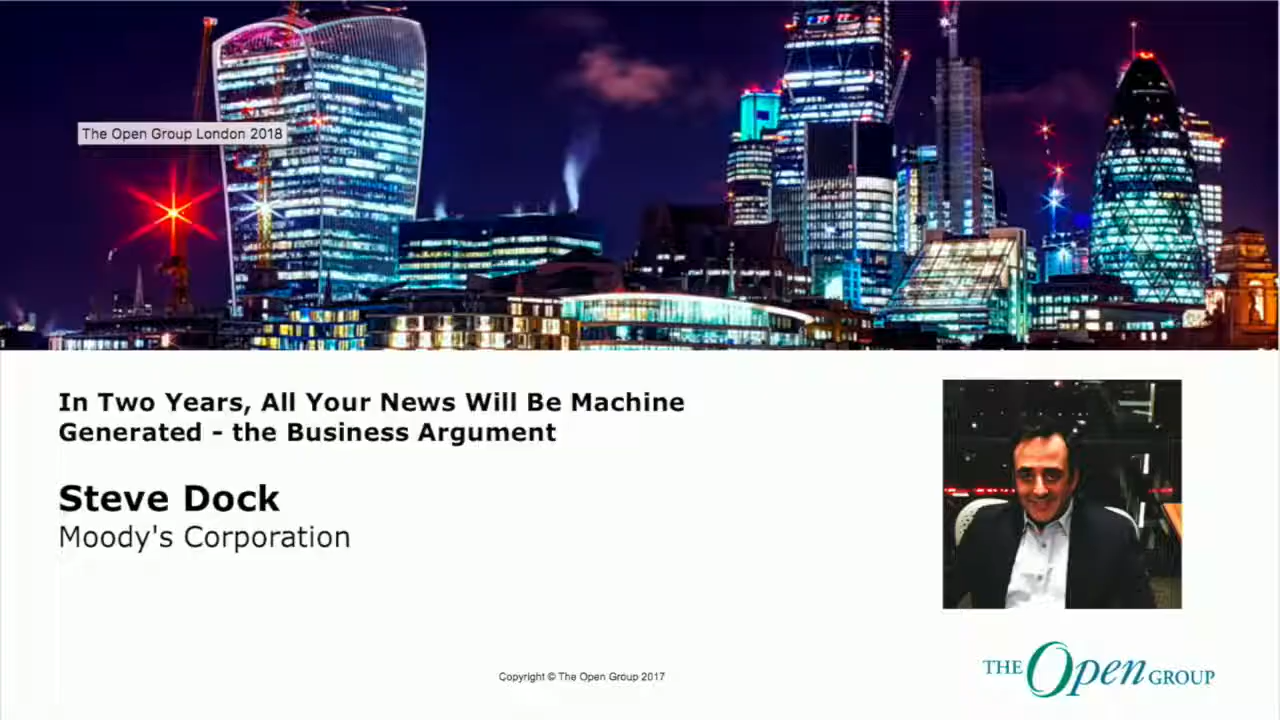 The Open Group London 2018
In Two Years, All Your News Will Be Machine
Generated - the Business Argument
Steve Dock
Moody's Corporation
Copyright © The Open Group 2017
THE Open GROUP